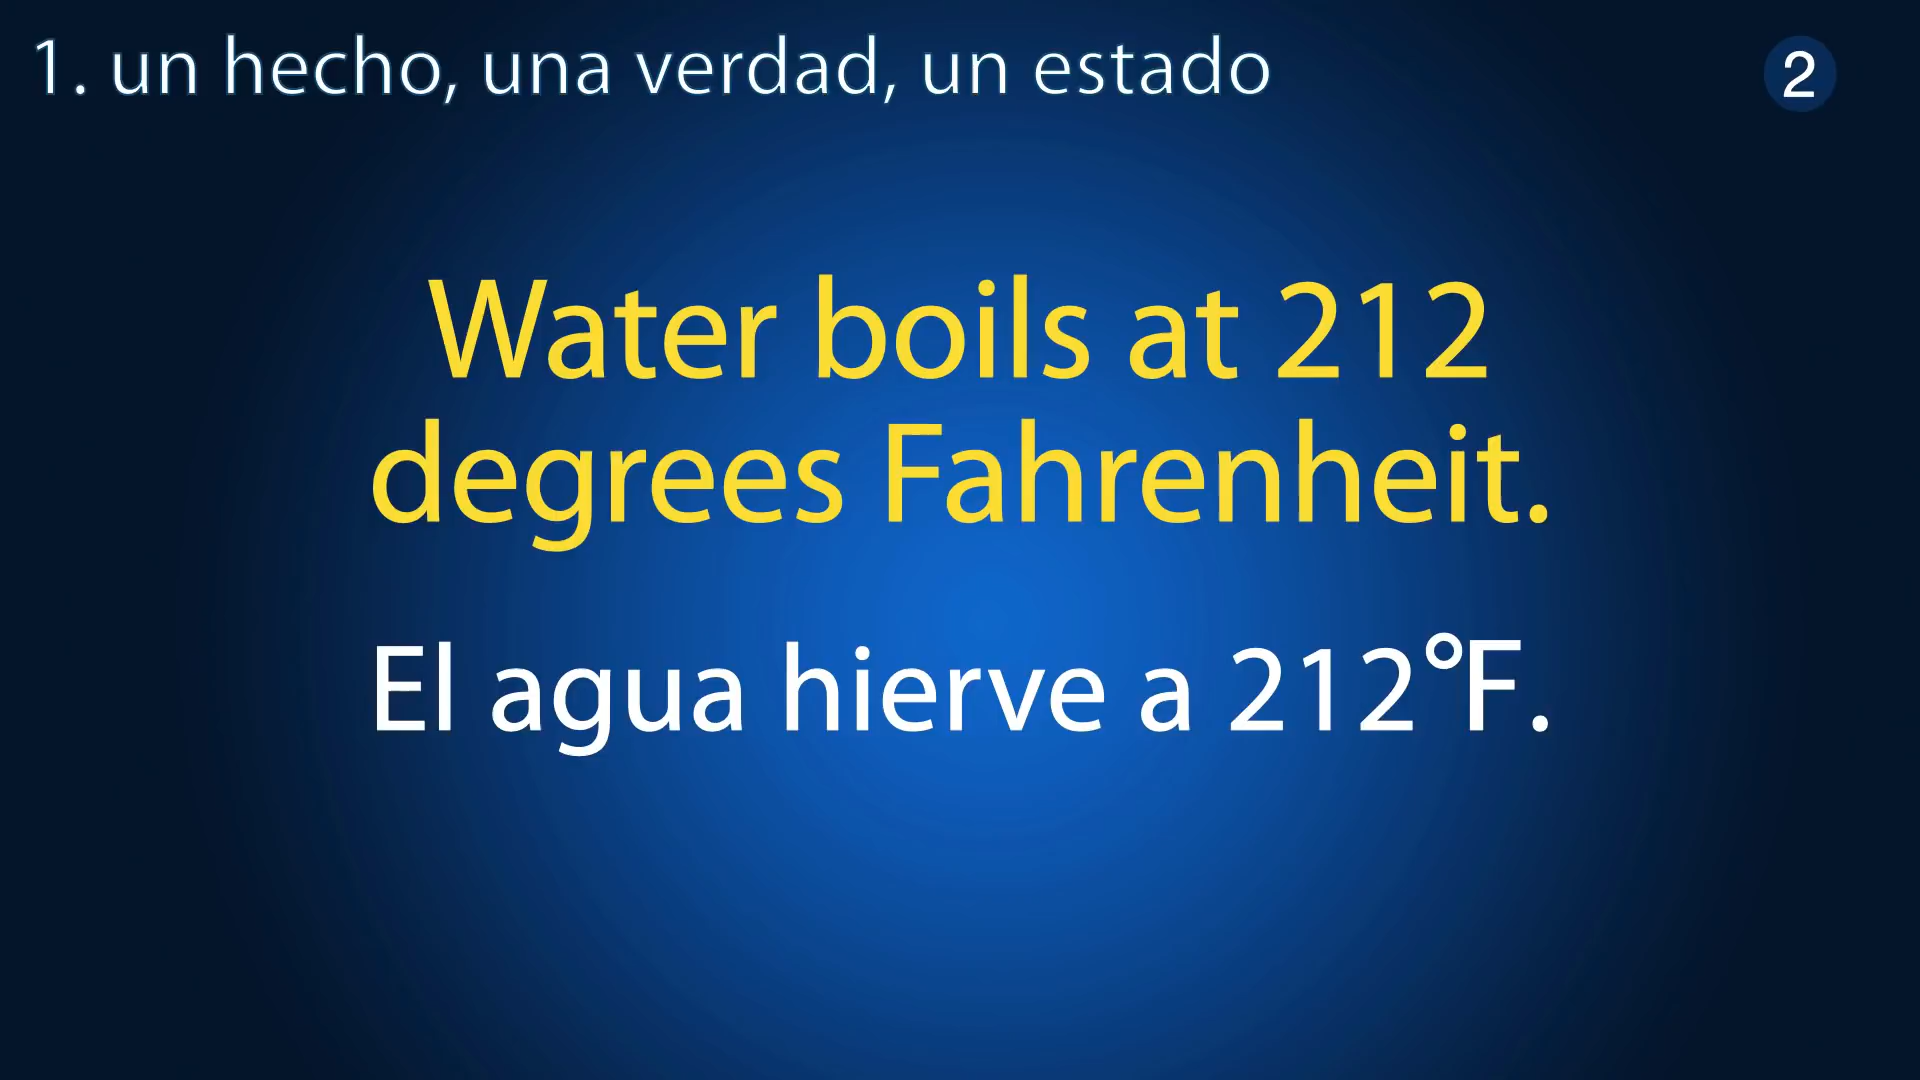 1. un hecho, una verdad, un estado
2
Water boils at 212
degrees Fahrenheit.
El agua hierve a 212°F.